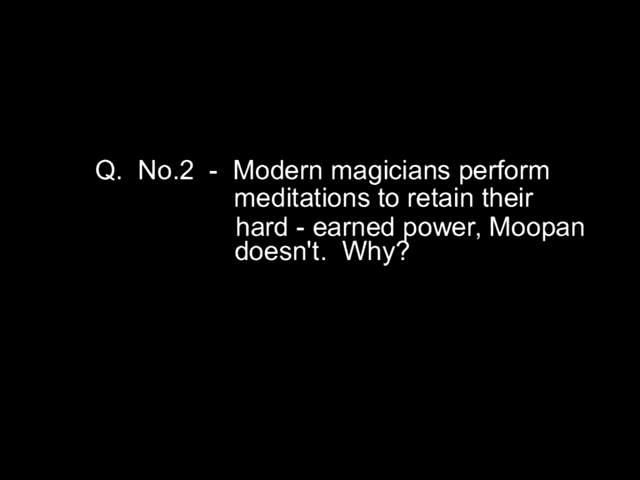 Q. No.2 - Modern magicians perform
meditations to retain their
hard - earned power, Moopan
doesn't. Why?